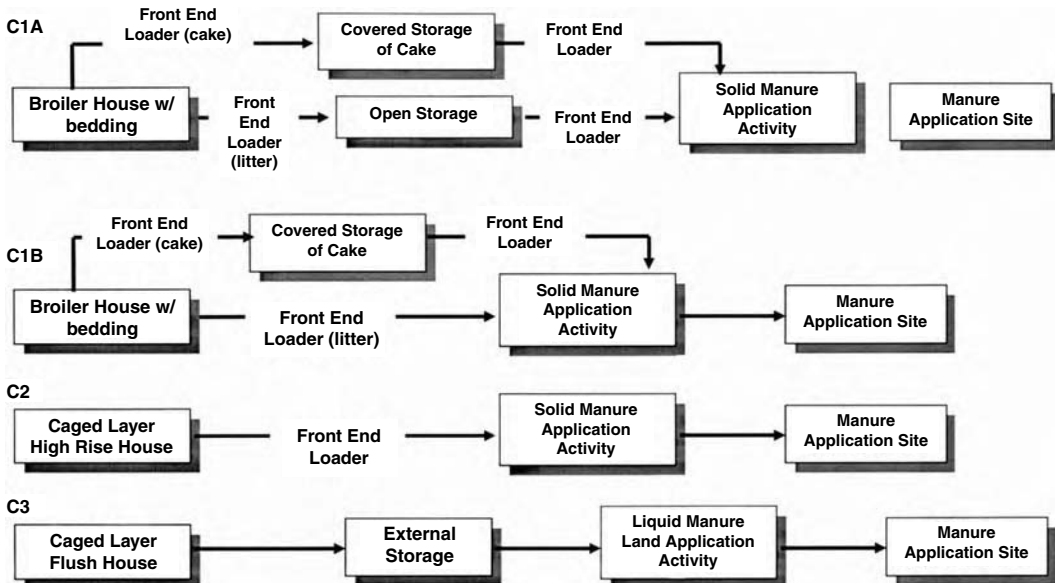 C1A
Front End
Loader (cake)
Covered Storage
of Cake
Front End
Loader
Broiler House w/
bedding
Front
End
Loader
(litter)
Open Storage
Front End
Loader
Solid Manure
Application
Activity
Manure
Application Site
C1B
Front End
Loader (cake)
Covered Storage
of Cake
Front End
Loader
Broiler House w/
bedding
Front End
Loader (litter)
Solid Manure
Application
Activity
Manure
Application Site
C2
Caged Layer
High Rise House
Front End
Loader
Solid Manure
Application
Activity
Manure
Application Site
C3
Caged Layer
Flush House
External
Storage
Liquid Manure
Land Application
Activity
Manure
Application Site